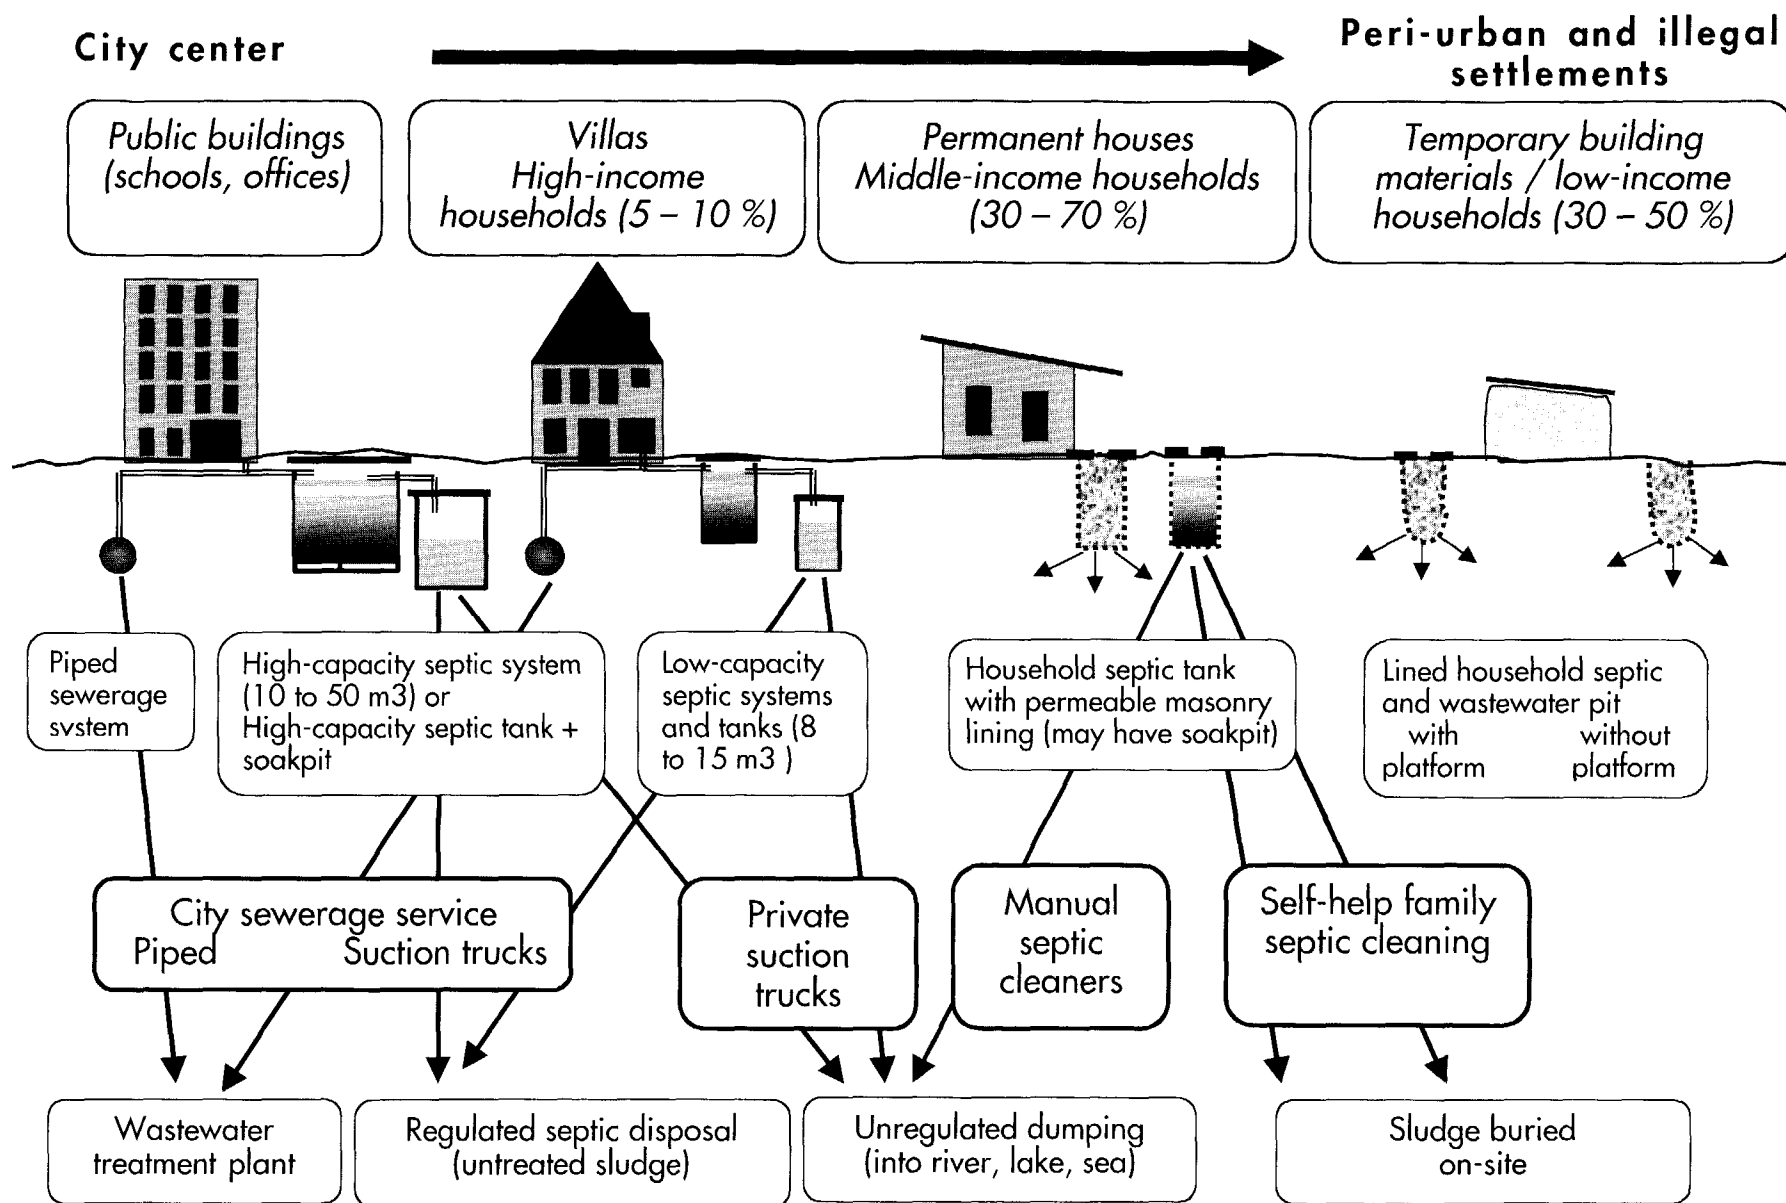 City center
Peri-urban and illegal
settlements
Public buildings
(schools, offices)
Villas
High-income
households (5 – 10 %)
Permanent houses
Middle-income households
(30 – 70 %)
Temporary building
materials / low-income
households (30 – 50 %)
Piped
sewerage
svstem
High-capacity septic system
(10 to 50 m3) or
High-capacity septic tank +
soakpit
Low-capacity
septic systems
and tanks (8
to 15 m3 )
Household septic tank
with permeable masonry
lining (may have soakpit)
Lined household septic
and wastewater pit
with without
platform platform
City sewerage service
Piped Suction trucks
Private
suction
trucks
Manual
septic
cleaners
Self-help family
septic cleaning
Wastewater
treatment plant
Regulated septic disposal
(untreated sludge)
Unregulated dumping
(into river, lake, sea)
Sludge buried
on-site